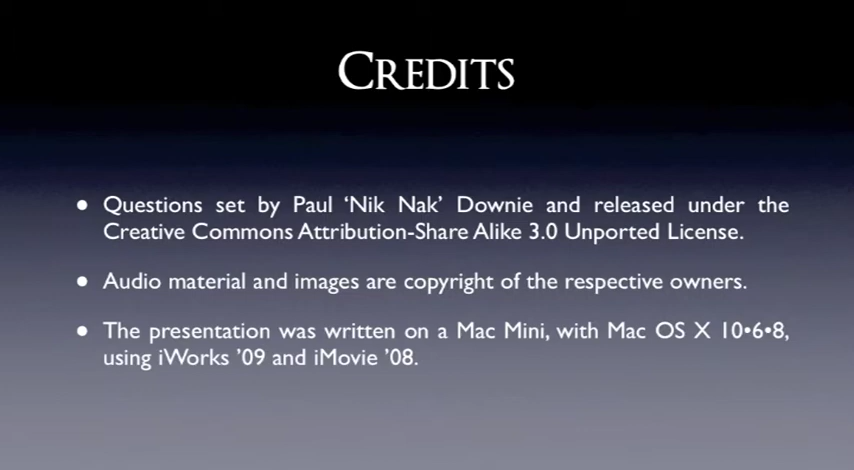 CREDITS
• Questions set by Paul ‘Nik Nak’ Downie and released under the
Creative Commons Attribution-Share Alike 3.0 Unported License.
• Audio material and images are copyright of the respective owners.
• The presentation was written on a Mac Mini, with Mac OS X 10•6•8,
using iWorks ’09 and iMovie ’08.